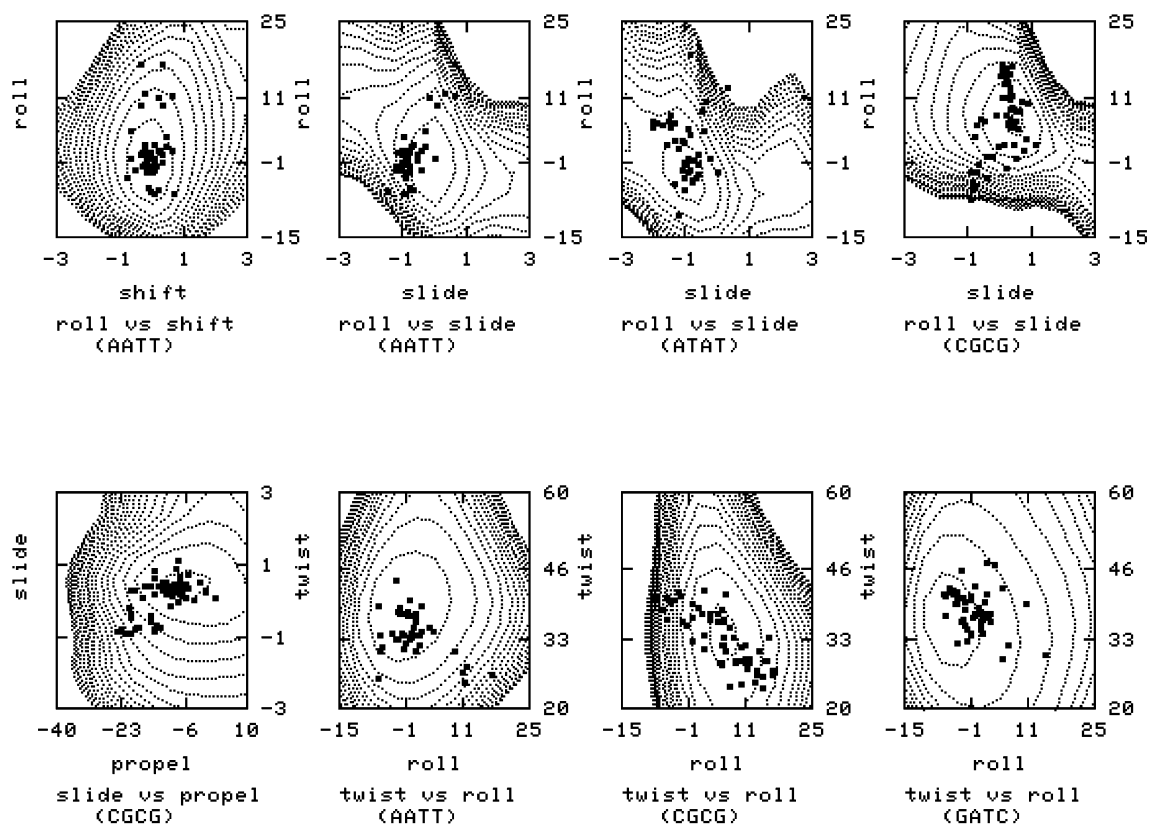 25
25
25
25
roll
11
roll
11
roll
11
roll
11
-1
-1
-1
-1
-15
-15
-15
-15
-3 -1 1 3
-3 -1 1 3
-3 -1 1 3
-3 -1 1 3
shift
slide
slide
slide
roll vs shift
(AATT)
roll vs slide
(AATT)
roll vs slide
(ATAT)
roll vs slide
(CGCG)
3
60
60
60
slide
1
twist
46
twist
46
twist
46
-1
33
33
33
-3
20
20
20
-40 -23 -6 10
-15 -1 11 25
-15 -1 11 25
-15 -1 11 25
propel
roll
roll
roll
slide vs propel
(CGCG)
twist vs roll
(AATT)
twist vs roll
(CGCG)
twist vs roll
(GATC)